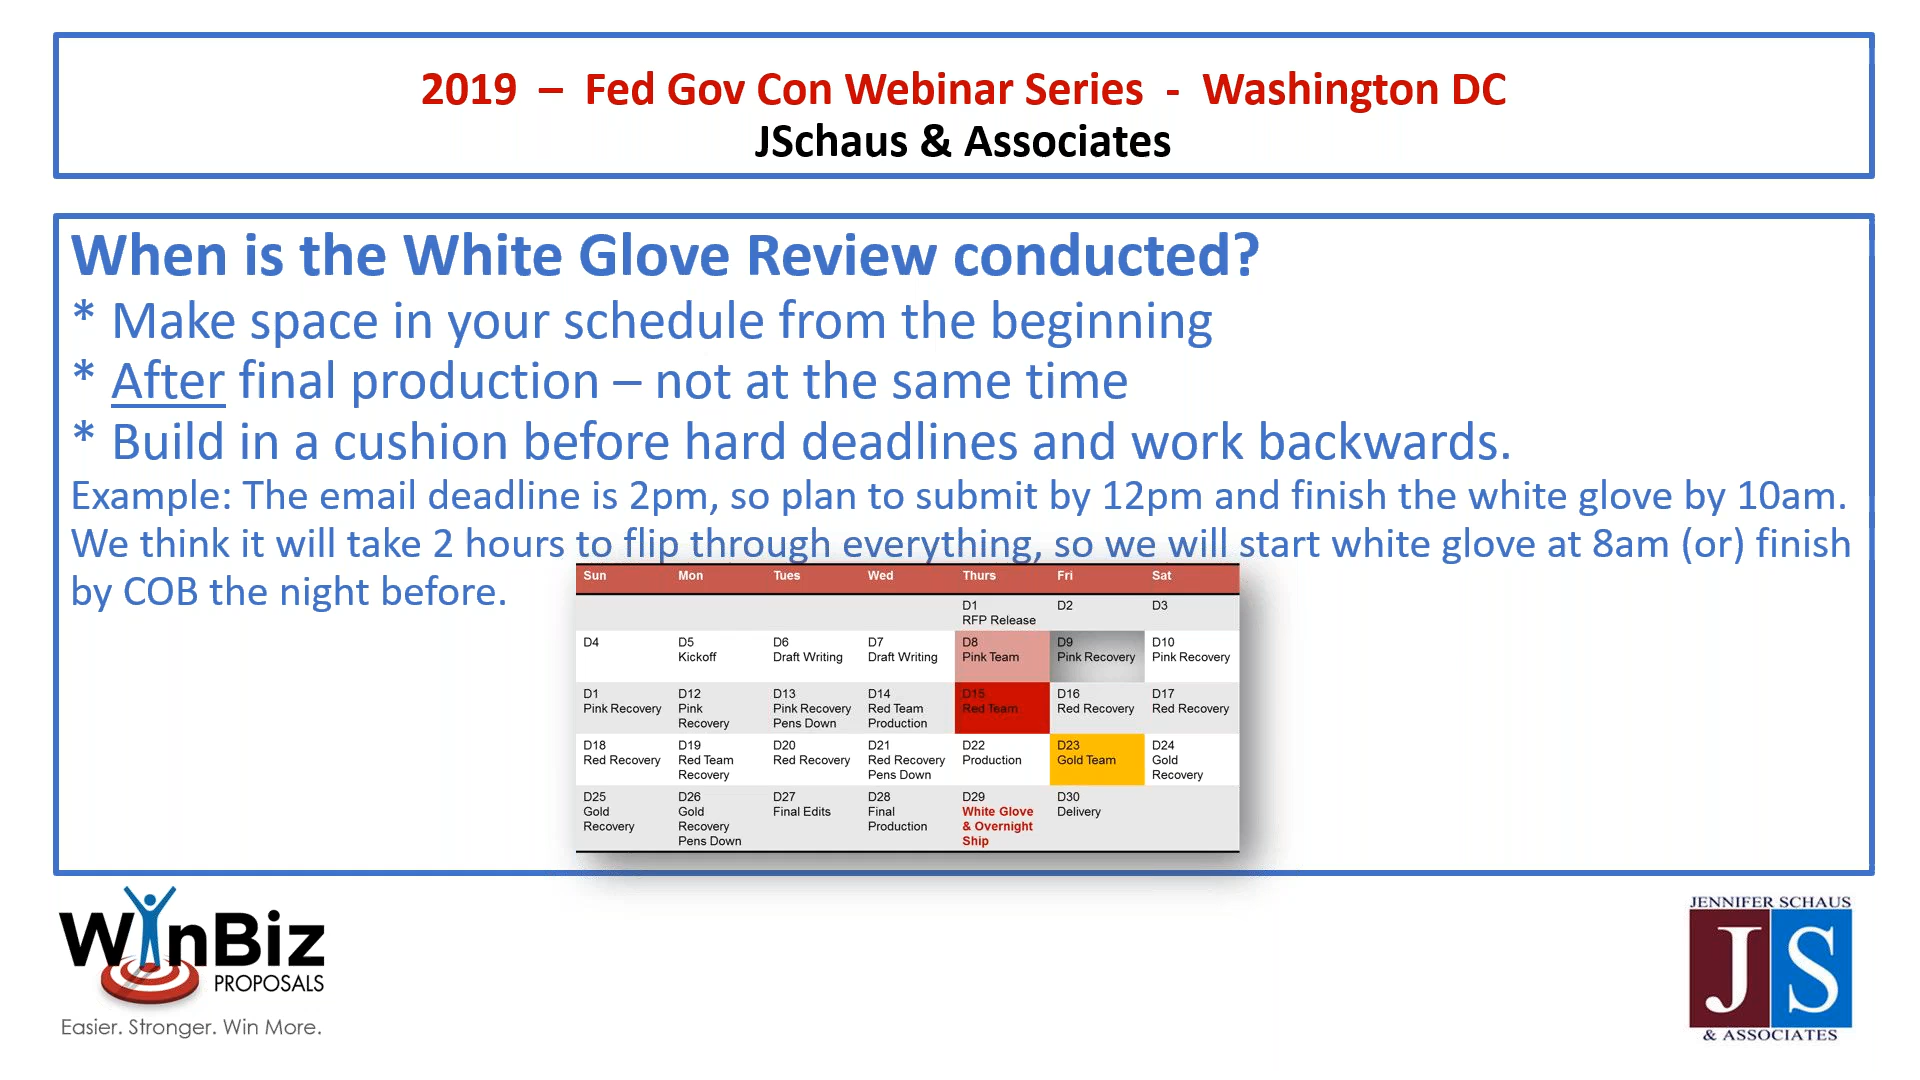 2019 – Fed Gov Con Webinar Series - Washington DC
JSchaus & Associates
When is the White Glove Review conducted?
* Make space in your schedule from the beginning
* After final production – not at the same time
* Build in a cushion before hard deadlines and work backwards.
Example: The email deadline is 2pm, so plan to submit by 12pm and finish the white glove by 10am.
We think it will take 2 hours to flip through everything, so we will start white glove at 8am (or) finish
by COB the night before.
Sun Mon Tues Wed Thurs Fri Sat
D1 D2 D3
RFP Release
D4 D5 D6 D7 D8 D9 D10
Kickoff Draft Writing Draft Writing Pink Team Pink Recovery Pink Recovery
D1 D12 D13 D14 D15 D16 D17
Pink Recovery Pink Pink Recovery Red Team Red Team Red Recovery Red Recovery
Recovery Pens Down Production
D18 D19 D20 D21 D22 D23 D24
Red Recovery Red Team Red Recovery Red Recovery Production Gold Team Gold
Recovery Pens Down Recovery
D25 D26 D27 D28 D29 D30
Gold Gold Final Edits Final White Glove Delivery
Recovery Recovery Production & Overnight
Pens Down Ship
WinBiz
PROPOSALS
Easier. Stronger. Win More.
JENNIFER SCHAUS
JS
& ASSOCIATES